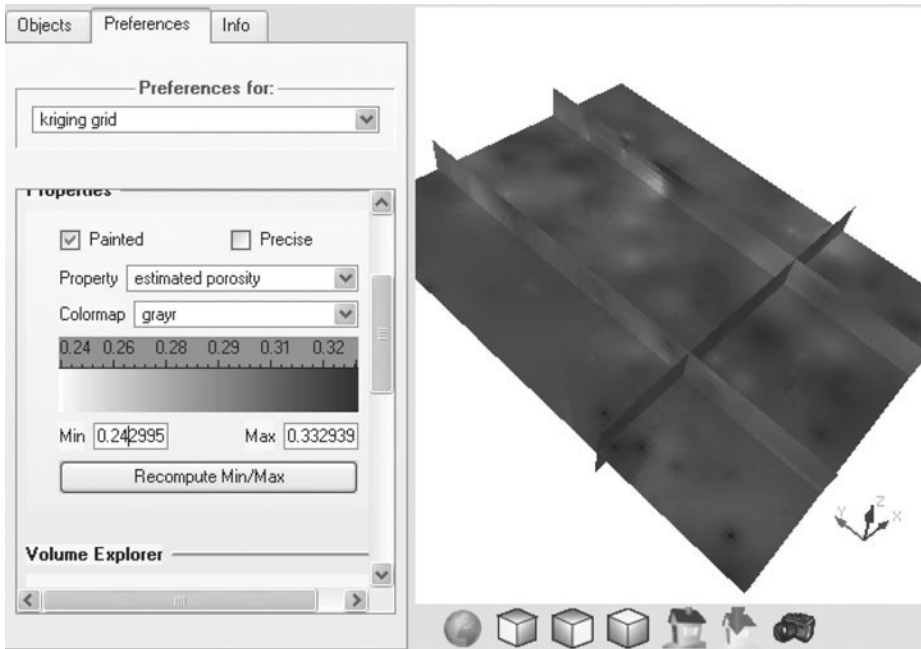 Objects Preferences Info
Preferences for:
kriging grid
Properties
Painted Precise
Property estimated porosity
Colormap grayr
0.24 0.26 0.28 0.29 0.31 0.32
Min 0.242995 Max 0.332939
Recompute Min/Max
Volume Explorer
Z
Y X